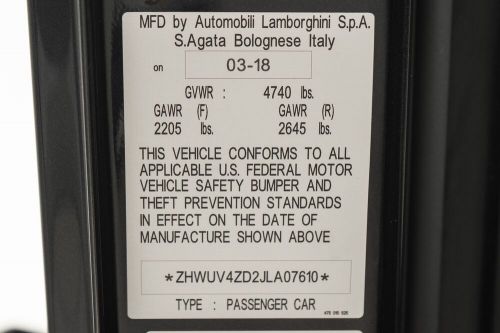 MFD by Automobili Lamborghini S.p.A.
S.Agata Bolognese Italy
on 03-18
GVWR : 4740 lbs.
GAWR (F) GAWR (R)
2205 lbs. 2645 lbs.
THIS VEHICLE CONFORMS TO ALL
APPLICABLE U.S. FEDERAL MOTOR
VEHICLE SAFETY BUMPER AND
THEFT PREVENTION STANDARDS
IN EFFECT ON THE DATE OF
MANUFACTURE SHOWN ABOVE
*ZHWUV4ZD2JLA07610*
TYPE : PASSENGER CAR